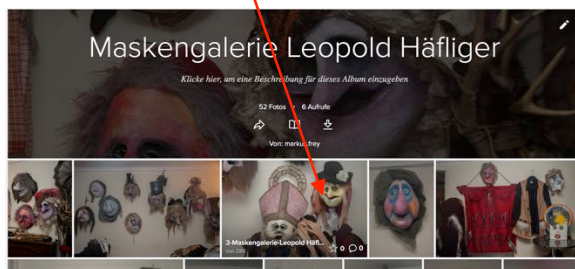 Maskengalerie Leopold Häfliger
Klicke hier, um eine Beschreibung für dieses Album einzugeben
52 Fotos • 6 Aufrufe
Von: markus.frey
3-Maskengalerie-Leopold Häfl...
0 0